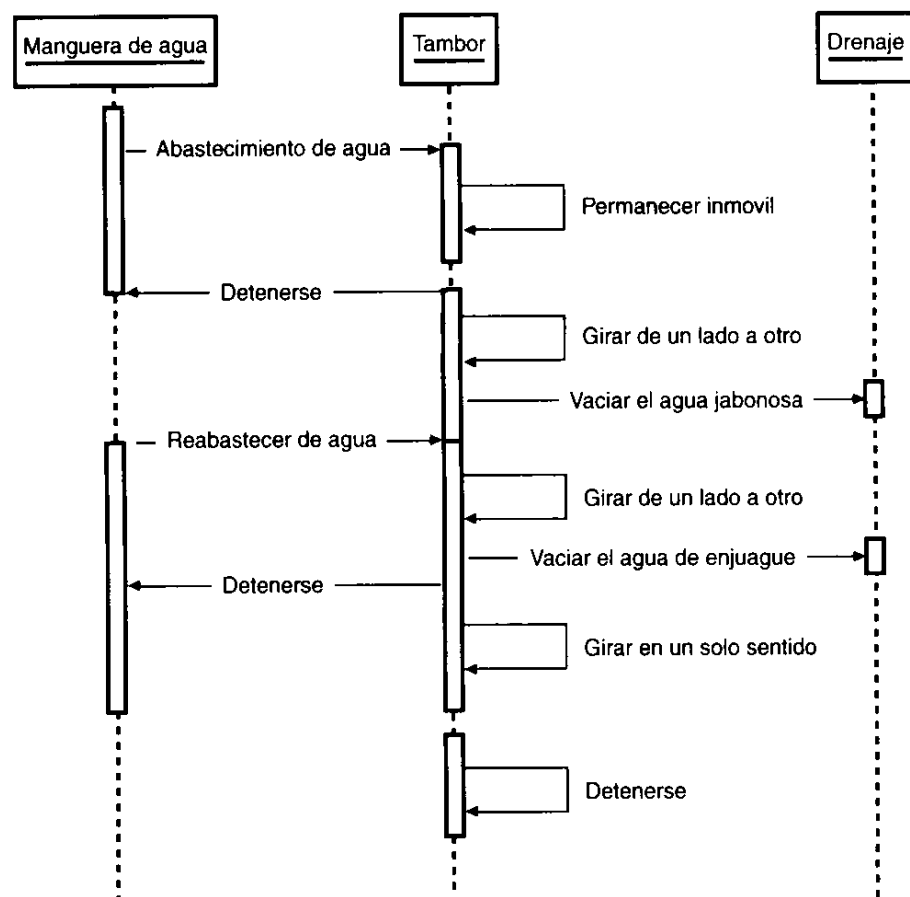 Manguera de agua
Tambor
Drenaje
Abastecimiento de agua
Permanecer inmovil
Detenerse
Girar de un lado a otro
Vaciar el agua jabonosa
Reabastecer de agua
Girar de un lado a otro
Vaciar el agua de enjuague
Detenerse
Girar en un solo sentido
Detenerse